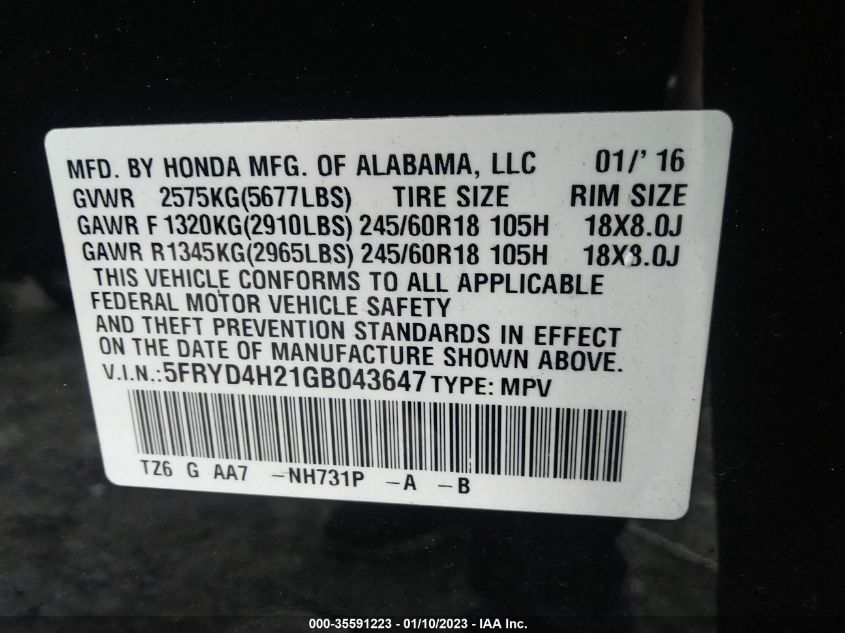 MFD. BY HONDA MFG. OF ALABAMA, LLC 01/' 16
GVWR 2575KG(5677LBS) TIRE SIZE RIM SIZE
GAWR F 1320KG(2910LBS) 245/60R18 105H 18X8.0J
GAWR R1345KG(2965LBS) 245/60R18 105H 18X8.0J
THIS VEHICLE CONFORMS TO ALL APPLICABLE
FEDERAL MOTOR VEHICLE SAFETY
AND THEFT PREVENTION STANDARDS IN EFFECT
ON THE DATE OF MANUFACTURE SHOWN ABOVE.
V.I.N.:5FRYD4H21GB043647 TYPE: MPV
TZ6 G AA7 -NH731P -A -B
000-35591223 - 01/10/2023 - IAA Inc.